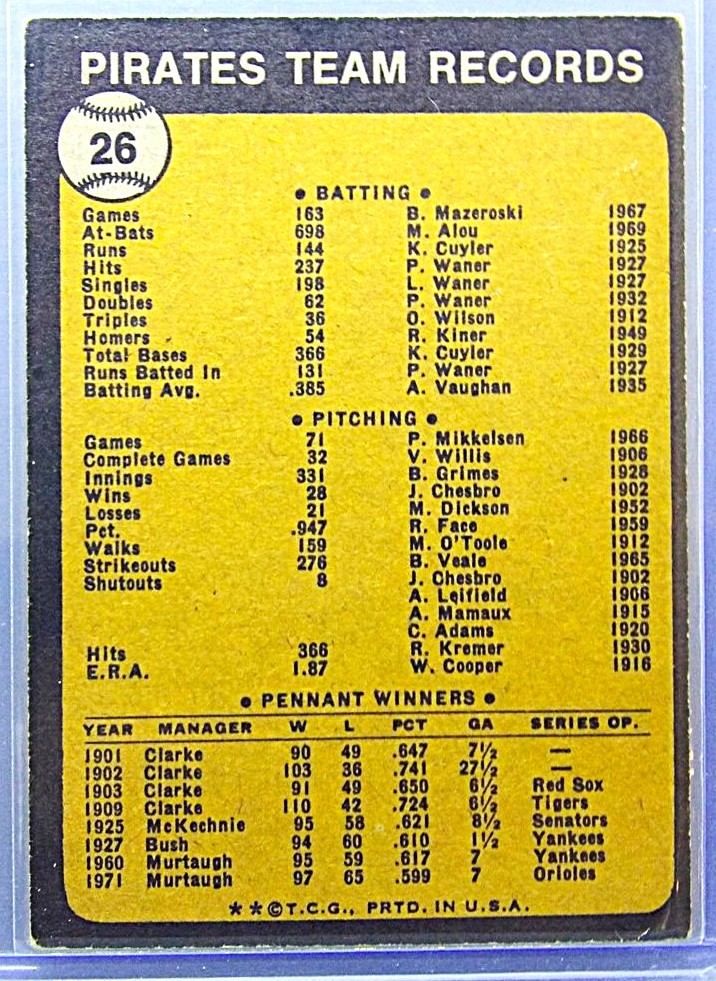 PIRATES TEAM RECORDS
26
● BATTING ●
Games 163 B. Mazeroski 1967
At-Bats 698 M. Alou 1969
Runs 144 K. Cuyler 1925
Hits 237 P. Waner 1927
Singles 198 L. Waner 1927
Doubles 62 P. Waner 1932
Triples 36 O. Wilson 1912
Homers 54 R. Kiner 1949
Total Bases 366 K. Cuyler 1929
Runs Batted In 131 P. Waner 1927
Batting Avg. .385 A. Vaughan 1935
● PITCHING ●
Games 71 P. Mikkelsen 1966
Complete Games 32 V. Willis 1906
Innings 331 B. Grimes 1928
Wins 28 J. Chesbro 1902
Losses 21 M. Dickson 1952
Pct. .947 R. Face 1959
Walks 159 M. O'Toole 1912
Strikeouts 276 B. Veale 1965
Shutouts 8 J. Chesbro 1902
A. Leifield 1906
A. Mamaux 1915
C. Adams 1920
Hits 366 R. Kremer 1930
E.R.A. 1.87 W. Cooper 1916
● PENNANT WINNERS ●
YEAR MANAGER W L PCT GA SERIES OP.
1901 Clarke 90 49 .647 7½ —
1902 Clarke 103 36 .741 27½ —
1903 Clarke 91 49 .650 6½ Red Sox
1909 Clarke 110 42 .724 6½ Tigers
1925 McKechnie 95 58 .621 8½ Senators
1927 Bush 94 60 .610 1½ Yankees
1960 Murtaugh 95 59 .617 7 Yankees
1971 Murtaugh 97 65 .599 7 Orioles
**©T.C.G., PRTD. IN U.S.A.